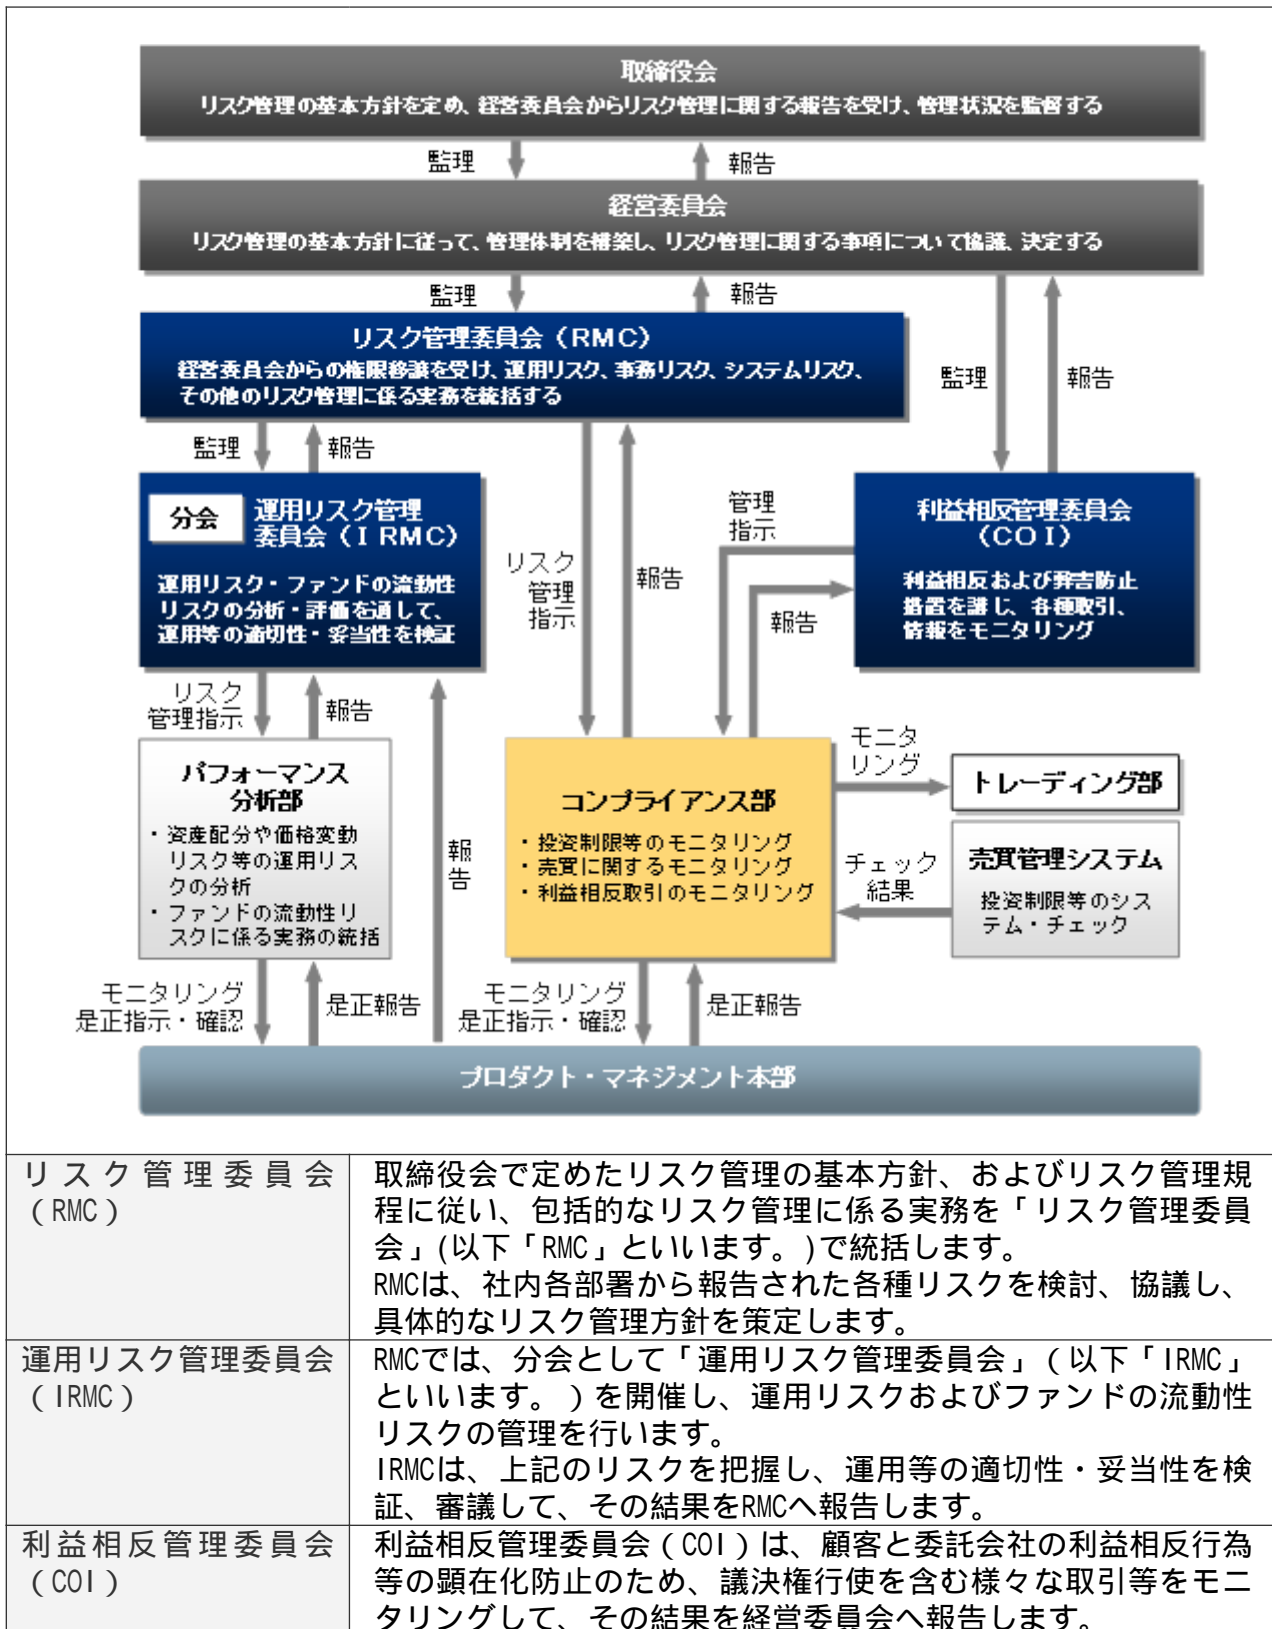 取締役会
リスク管理の基本方針を定め、経営委員会からリスク管理に関する報告を受け、管理状況を監督する
監理
報告
経営委員会
リスク管理の基本方針に従って、管理体制を構築し、リスク管理に関する事項について協議、決定する
監理
報告
リスク管理委員会(RMC)
経営委員会からの権限移譲を受け、運用リスク、事務リスク、システムリスク、
その他のリスク管理に係る実務を統括する
監理
報告
監理
報告
分会
運用リスク管理
委員会(IRMC)
運用リスク・ファンドの流動性
リスクの分析・評価を通して、
運用等の適切性・妥当性を検証
リスク
管理
指示
報告
管理
指示
報告
利益相反管理委員会
(COI)
利益相反および弊害防止
措置を講じ、各種取引、
情報をモニタリング
リスク
管理指示
報告
パフォーマンス
分析部
・資産配分や価格変動
リスク等の運用リス
クの分析
・ファンドの流動性リ
スクに係る実務の統括
報
告
コンプライアンス部
・投資制限等のモニタリング
・売買に関するモニタリング
・利益相反取引のモニタリング
モニタ
リング
トレーディング部
チェック
結果
売買管理システム
投資制限等のシス
テム・チェック
モニタリング
是正指示・確認
是正報告
モニタリング
是正指示・確認
是正報告
プロダクト・マネジメント本部
リスク管理委員会
(RMC)
取締役会で定めたリスク管理の基本方針、およびリスク管理規
程に従い、包括的なリスク管理に係る実務を「リスク管理委員
会」(以下「RMC」といいます。)で統括します。
RMCは、社内各部署から報告された各種リスクを検討、協議し、
具体的なリスク管理方針を策定します。
運用リスク管理委員会
(IRMC)
RMCでは、分会として「運用リスク管理委員会」(以下「IRMC」
といいます。)を開催し、運用リスクおよびファンドの流動性
リスクの管理を行います。
IRMCは、上記のリスクを把握し、運用等の適切性・妥当性を検
証、審議して、その結果をRMCへ報告します。
利益相反管理委員会
(COI)
利益相反管理委員会(COI)は、顧客と委託会社の利益相反行為
等の顕在化防止のため、議決権行使を含む様々な取引等をモニ
タリングして、その結果を経営委員会へ報告します。